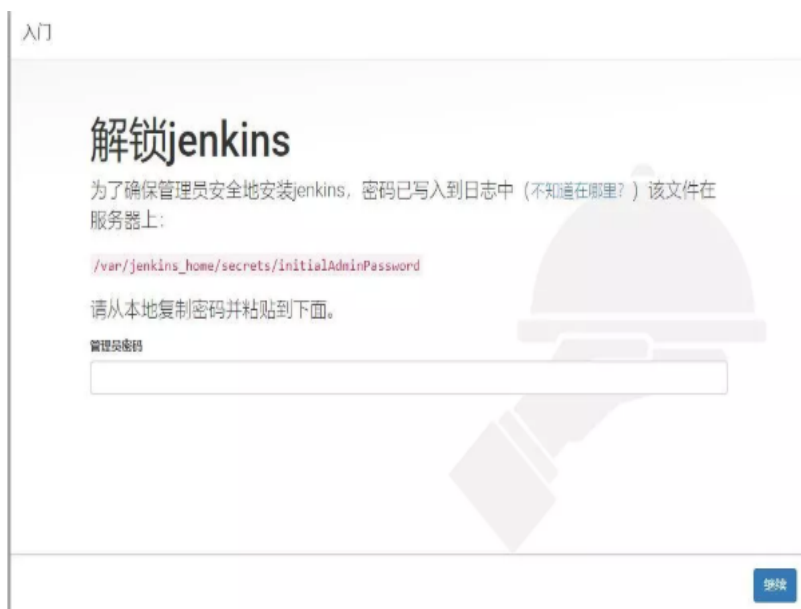 入门
解锁jenkins
为了确保管理员安全地安装jenkins，密码已写入到日志中（不知道在哪里？）该文件在
服务器上：
/var/jenkins_home/secrets/initialAdminPassword
请从本地复制密码并粘贴到下面。
管理员密码
继续